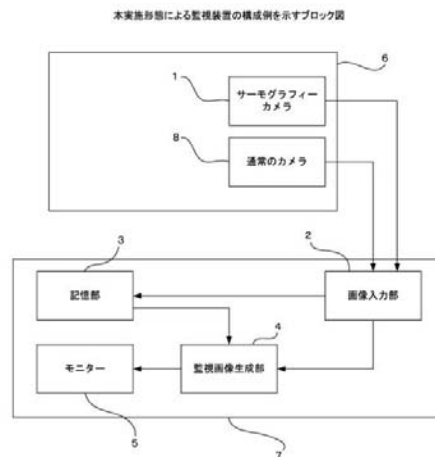 本実施形態による監視装置の構成例を示すブロック図
6
1
サーモグラフィー
カメラ
8
通常のカメラ
3
2
記憶部
画像入力部
4
モニター
監視画像生成部
5
7